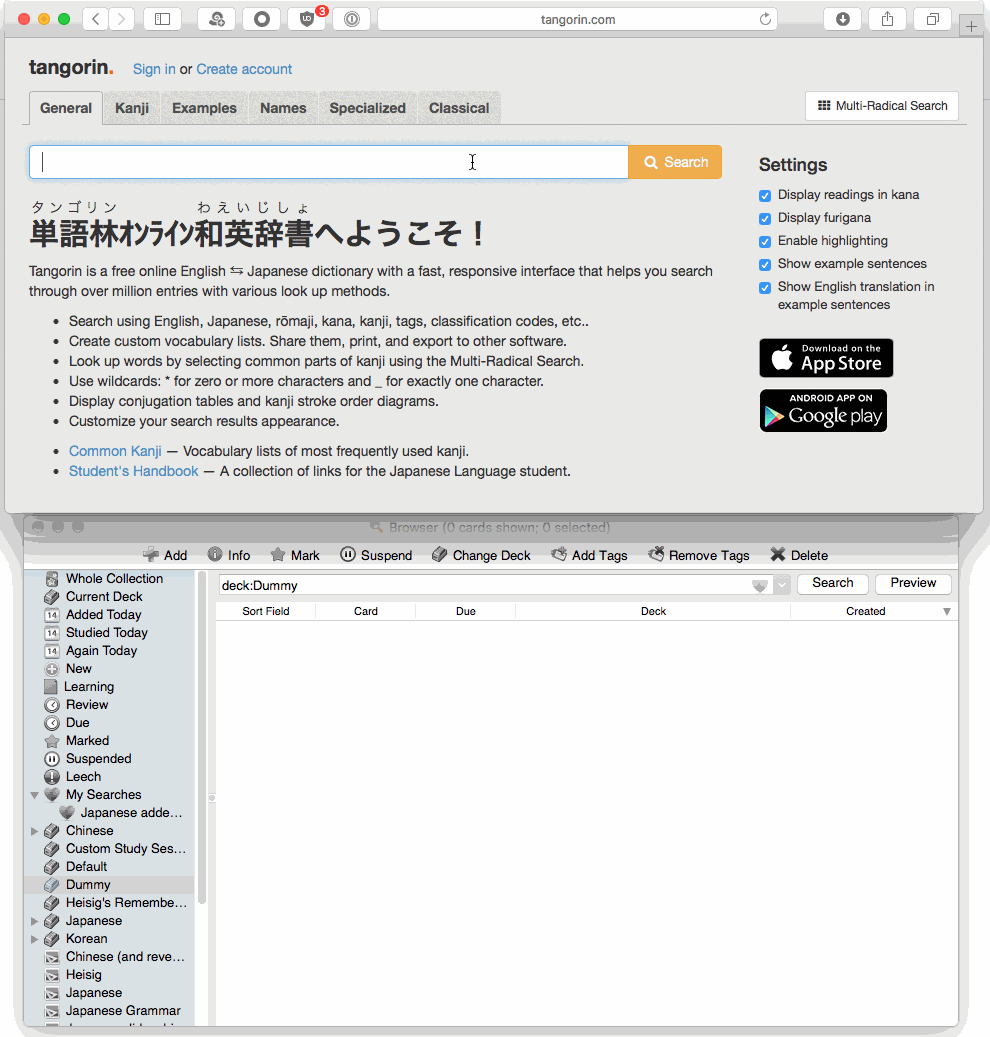 3
tangorin.com
tangorin. Sign in or Create account
General Kanji Examples Names Specialized Classical
Multi-Radical Search
Search
タンゴリン わえいじしょ
単語林オンライン和英辞書へようこそ！
Tangorin is a free online English ⇆ Japanese dictionary with a fast, responsive interface that helps you search
through over million entries with various look up methods.
• Search using English, Japanese, rōmaji, kana, kanji, tags, classification codes, etc..
• Create custom vocabulary lists. Share them, print, and export to other software.
• Look up words by selecting common parts of kanji using the Multi-Radical Search.
• Use wildcards: * for zero or more characters and _ for exactly one character.
• Display conjugation tables and kanji stroke order diagrams.
• Customize your search results appearance.
• Common Kanji — Vocabulary lists of most frequently used kanji.
• Student's Handbook — A collection of links for the Japanese Language student.
Settings
Display readings in kana
Display furigana
Enable highlighting
Show example sentences
Show English translation in
example sentences
Download on the
App Store
ANDROID APP ON
Google play
Browser (0 cards shown; 0 selected)
Add Info Mark Suspend Change Deck Add Tags Remove Tags Delete
Whole Collection
Current Deck
14 Added Today
14 Studied Today
14 Again Today
New
Learning
Review
Due
Marked
Suspended
Leech
My Searches
Japanese adde...
Chinese
Custom Study Ses...
Default
Dummy
Heisig's Remembe...
Japanese
Korean
Chinese (and reve...
Heisig
Japanese
Japanese Grammar
deck:Dummy
Search Preview
Sort Field Card Due Deck Created